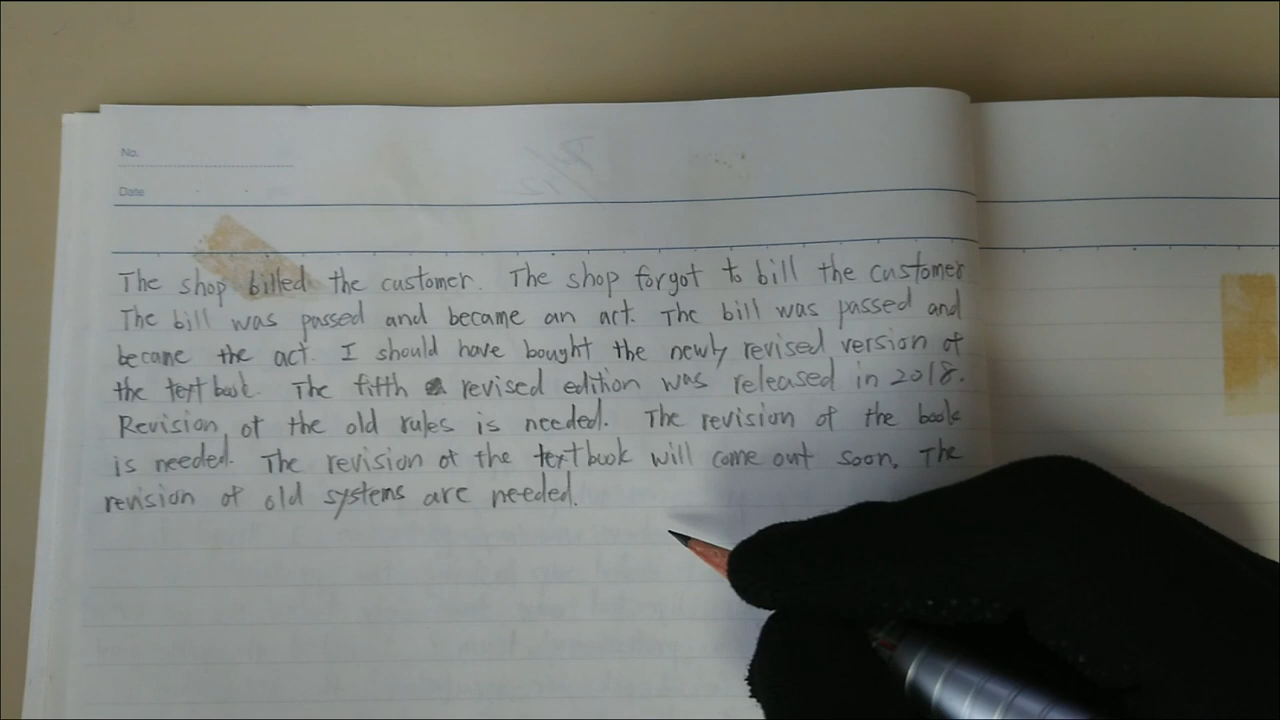 No.
Date
The shop billed the customer. The shop forgot to bill the customer
The bill was passed and became an act. The bill was passed and
became the act. I should have bought the newly revised version of
the textbook. The fifth revised edition was released in 2018.
Revision of the old rules is needed. The revision of the book
is needed. The revision of the textbook will come out soon. The
revision of old systems are needed.